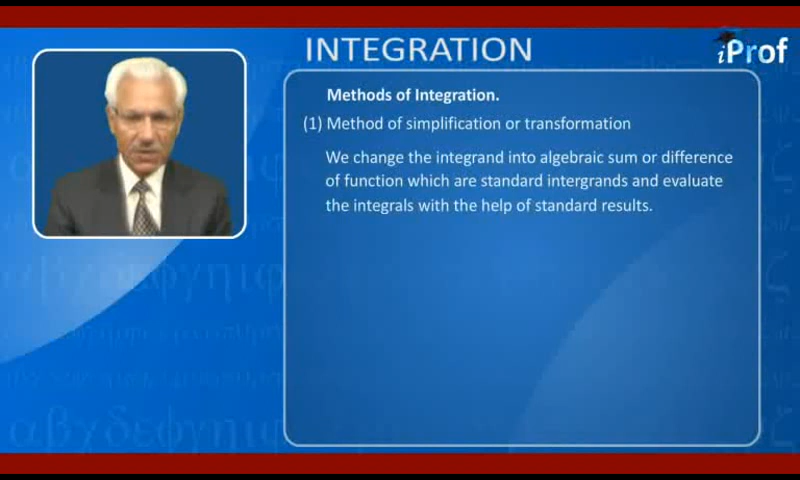 INTEGRATION
iProf
Methods of Integration.
(1) Method of simplification or transformation
We change the integrand into algebraic sum or difference
of function which are standard intergrands and evaluate
the integrals with the help of standard results.